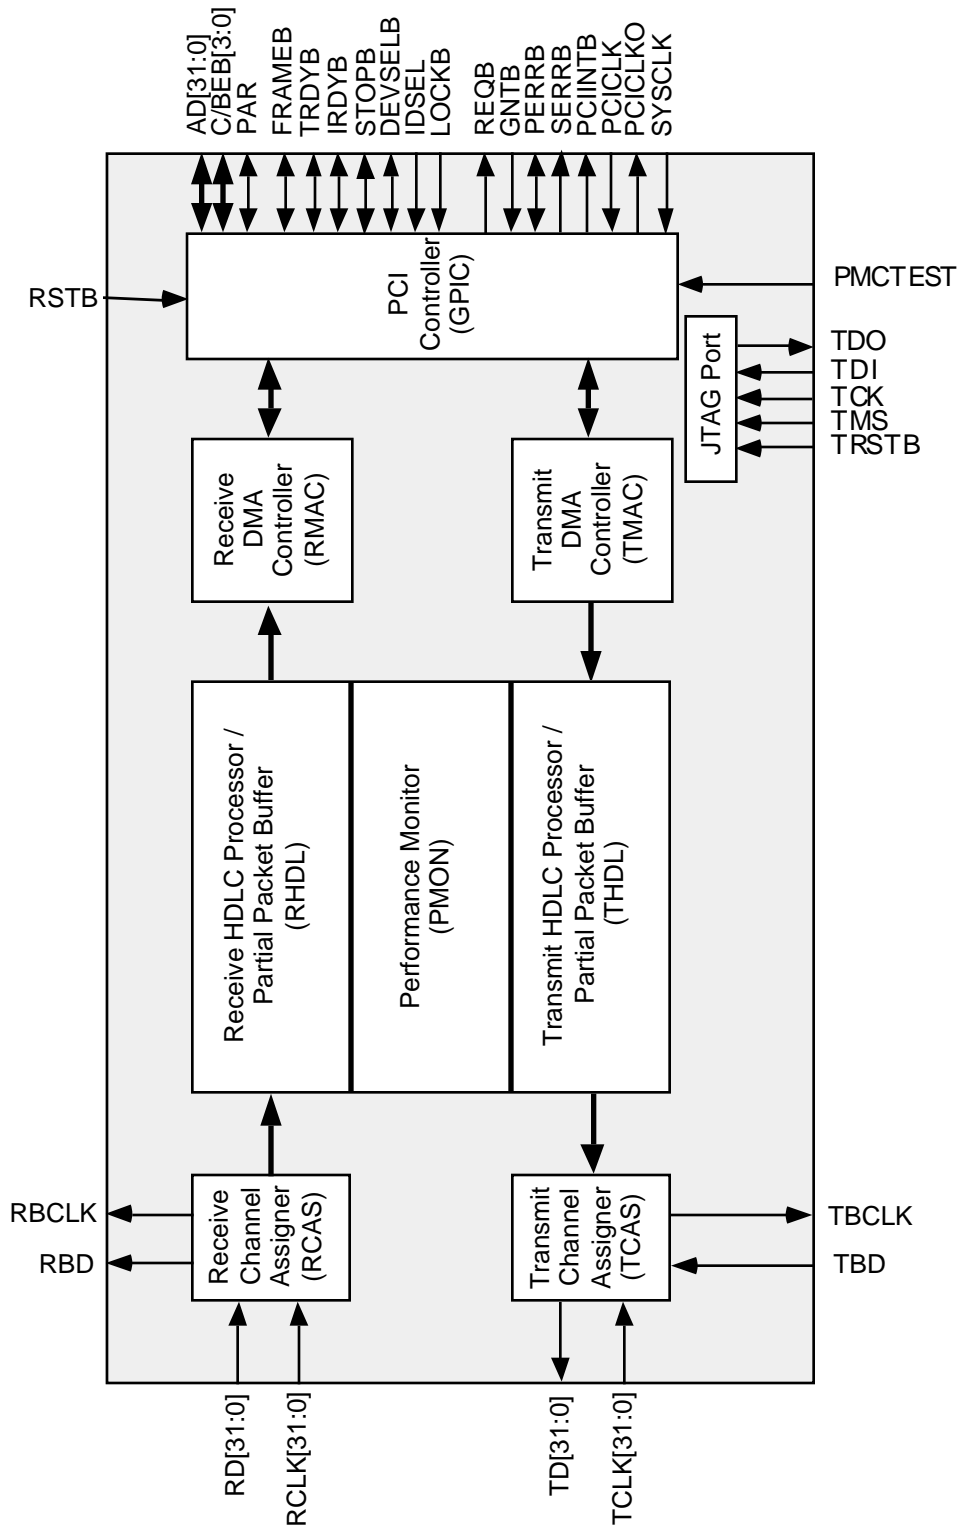 AD[31:0]
C/BEB[3:0]
PAR
FRAMEB
TRDYB
IRDYB
STOPB
DEVSELB
IDSEL
LOCKB
REQB
GNTB
PERRB
SERRB
PCIINTB
PCICLK
PCICLKO
SYSCLK
RSTB
PCI
Controller
(GPIC)
PMCTEST
JTAG Port
TDO
TDI
TCK
TMS
TRSTB
Receive
DMA
Controller
(RMAC)
Transmit
DMA
Controller
(TMAC)
Receive HDLC Processor /
Partial Packet Buffer
(RHDL)
Performance Monitor
(PMON)
Transmit HDLC Processor /
Partial Packet Buffer
(THDL)
RBCLK
RBD
Receive
Channel
Assigner
(RCAS)
Transmit
Channel
Assigner
(TCAS)
TBCLK
TBD
RD[31:0]
RCLK[31:0]
TD[31:0]
TCLK[31:0]